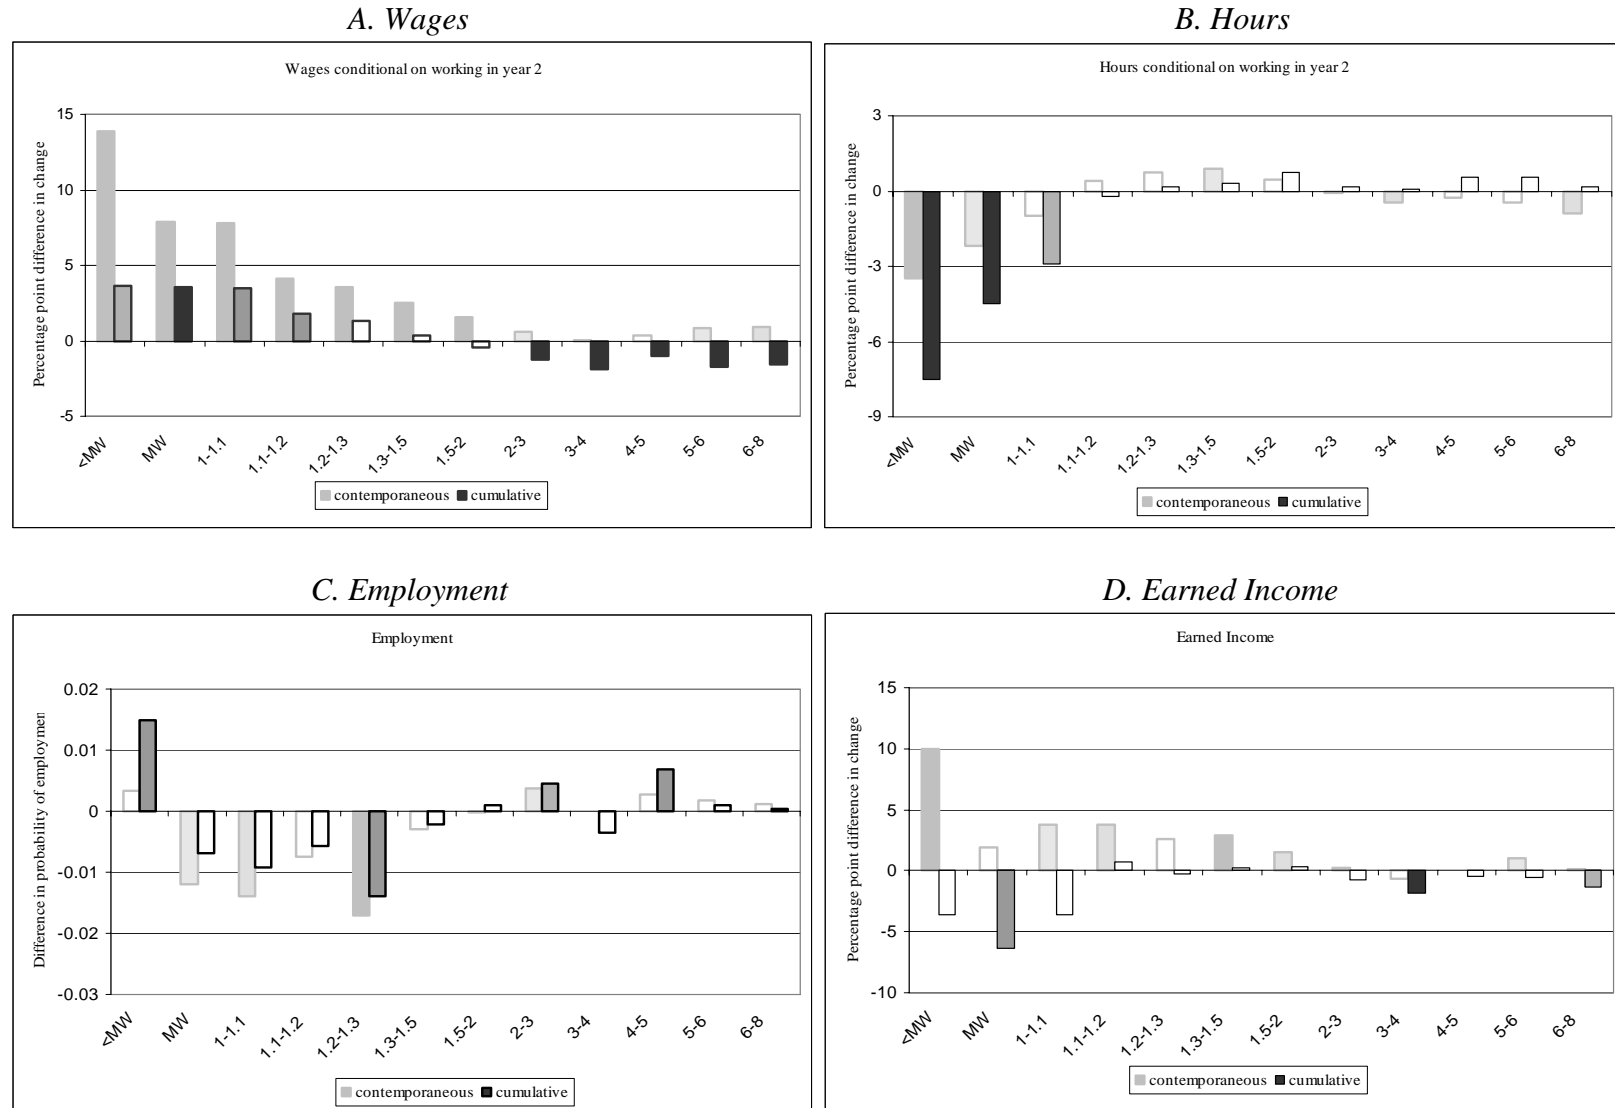 A. Wages
Wages conditional on working in year 2
Percentage point difference in change
15
10
5
0
-5
<MW
MW
1-1.1
1.1-1.2
1.2-1.3
1.3-1.5
1.5-2
2-3
3-4
4-5
5-6
6-8
contemporaneous cumulative
B. Hours
Hours conditional on working in year 2
Percentage point difference in change
3
0
-3
-6
-9
<MW
MW
1-1.1
1.1-1.2
1.2-1.3
1.3-1.5
1.5-2
2-3
3-4
4-5
5-6
6-8
contemporaneous cumulative
C. Employment
Employment
Difference in probability of employmen
0.02
0.01
0
-0.01
-0.02
-0.03
<MW
MW
1-1.1
1.1-1.2
1.2-1.3
1.3-1.5
1.5-2
2-3
3-4
4-5
5-6
6-8
contemporaneous cumulative
D. Earned Income
Earned Income
Percentage point difference in change
15
10
5
0
-5
-10
<MW
MW
1-1.1
1.1-1.2
1.2-1.3
1.3-1.5
1.5-2
2-3
3-4
4-5
5-6
6-8
contemporaneous cumulative